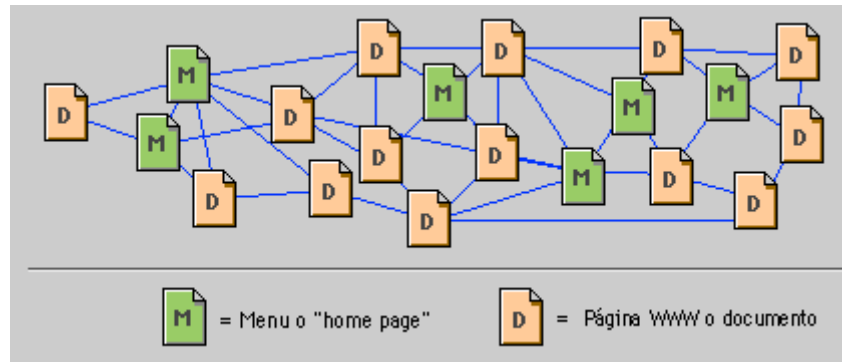 D D D D
M
M M M
D D
D
M D D D
M D
D D D
D
M = Menu o "home page" D = Página WWW o documento